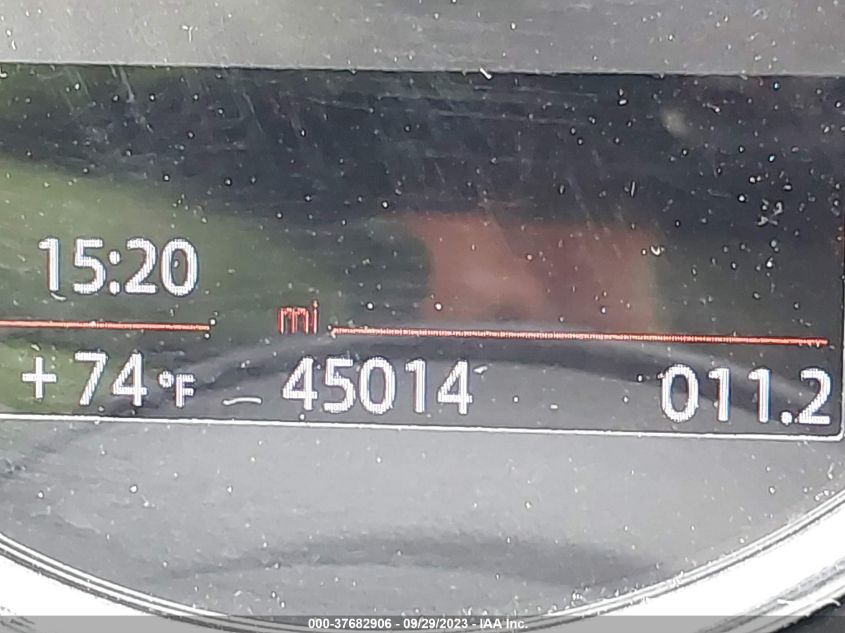 15:20
mi
+ 74 °F 45014 011.2
000-37682906 - 09/29/2023 - IAA Inc.